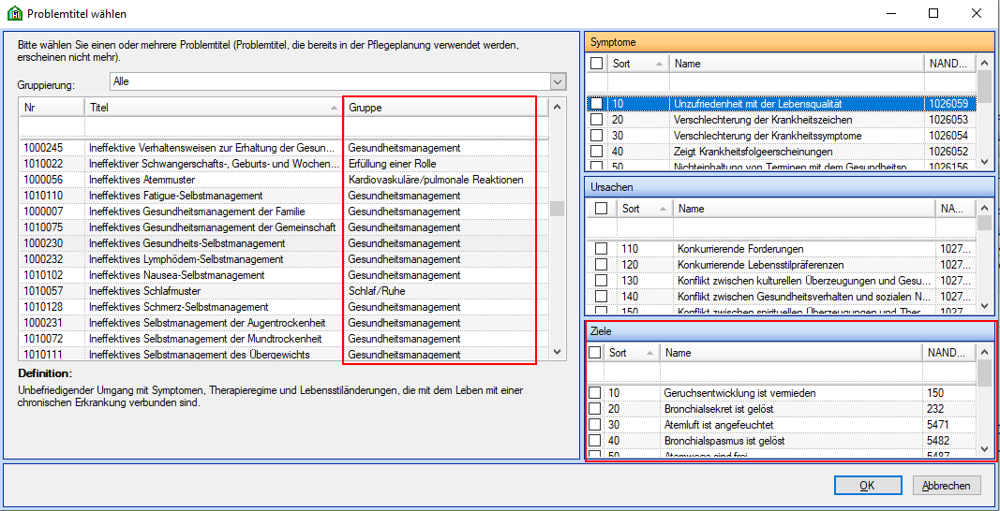 Problemtitel wählen
Bitte wählen Sie einen oder mehrere Problemtitel (Problemtitel, die bereits in der Pflegeplanung verwendet werden,
erscheinen nicht mehr).
Gruppierung: Alle
Nr Titel Gruppe
1000245 Ineffektive Verhaltensweisen zur Erhaltung der Gesun... Gesundheitsmanagement
1010022 Ineffektiver Schwangerschafts-, Geburts- und Wochen... Erfüllung einer Rolle
1000056 Ineffektives Atemmuster Kardiovaskuläre/pulmonale Reaktionen
1010110 Ineffektives Fatigue-Selbstmanagement Gesundheitsmanagement
1000007 Ineffektives Gesundheitsmanagement der Familie Gesundheitsmanagement
1010075 Ineffektives Gesundheitsmanagement der Gemeinschaft Gesundheitsmanagement
1000230 Ineffektives Gesundheits-Selbstmanagement Gesundheitsmanagement
1000232 Ineffektives Lymphödem-Selbstmanagement Gesundheitsmanagement
1010102 Ineffektives Nausea-Selbstmanagement Gesundheitsmanagement
1010057 Ineffektives Schlafmuster Schlaf/Ruhe
1010128 Ineffektives Schmerz-Selbstmanagement Gesundheitsmanagement
1000231 Ineffektives Selbstmanagement der Augentrockenheit Gesundheitsmanagement
1010072 Ineffektives Selbstmanagement der Mundtrockenheit Gesundheitsmanagement
1010111 Ineffektives Selbstmanagement des Übergewichts Gesundheitsmanagement
Definition:
Unbefriedigender Umgang mit Symptomen, Therapieregime und Lebensstiländerungen, die mit dem Leben mit einer
chronischen Erkrankung verbunden sind.
Symptome
Sort Name NAND...
10 Unzufriedenheit mit der Lebensqualität 1026059
20 Verschlechterung der Krankheitszeichen 1026053
30 Verschlechterung der Krankheitssymptome 1026054
40 Zeigt Krankheitsfolgeerscheinungen 1026052
50 Nichteinhaltung von Terminen mit dem Gesundheitsp... 1026156
Ursachen
Sort Name NA...
110 Konkurrierende Forderungen 1027...
120 Konkurrierende Lebensstilpräferenzen 1027...
130 Konflikt zwischen kulturellen Überzeugungen und Gesu... 1027...
140 Konflikt zwischen Gesundheitsverhalten und sozialen N... 1027...
150 Konflikt zwischen spirituellen Überzeugungen und Ther... 1027...
Ziele
Sort Name NAND...
10 Geruchsentwicklung ist vermieden 150
20 Bronchialsekret ist gelöst 232
30 Atemluft ist angefeuchtet 5471
40 Bronchialspasmus ist gelöst 5482
50 Atemwege sind frei 5487
OK Abbrechen